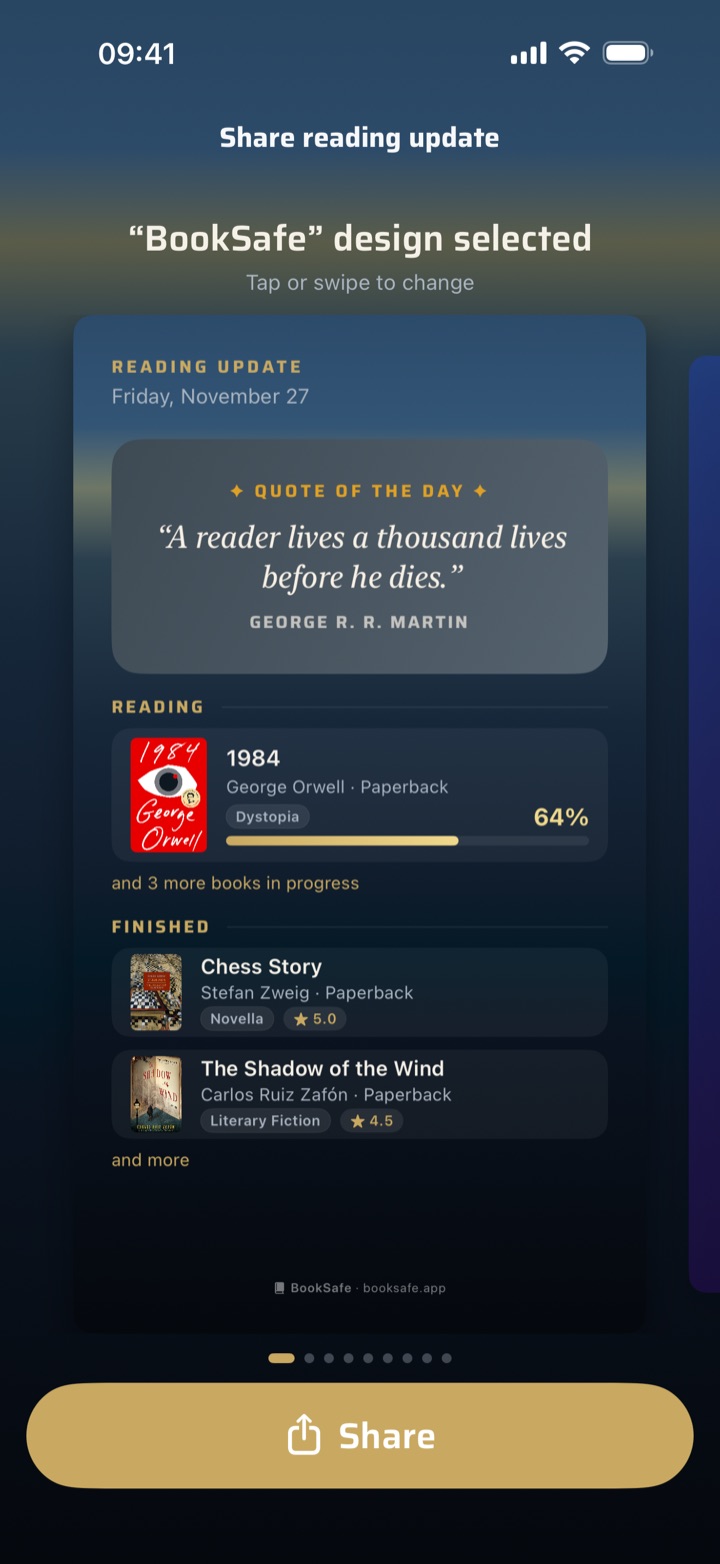 09:41
Share reading update
“BookSafe” design selected
Tap or swipe to change
READING UPDATE
Friday, November 27
✦ QUOTE OF THE DAY ✦
“A reader lives a thousand lives
before he dies.”
GEORGE R. R. MARTIN
READING
1984
George
Orwell
1984
George Orwell · Paperback
Dystopia
64%
and 3 more books in progress
FINISHED
Chess Story
Stefan Zweig · Paperback
Novella
★ 5.0
SHADOW
WIND
The Shadow of the Wind
Carlos Ruiz Zafón · Paperback
Literary Fiction
★ 4.5
and more
BookSafe · booksafe.app
Share